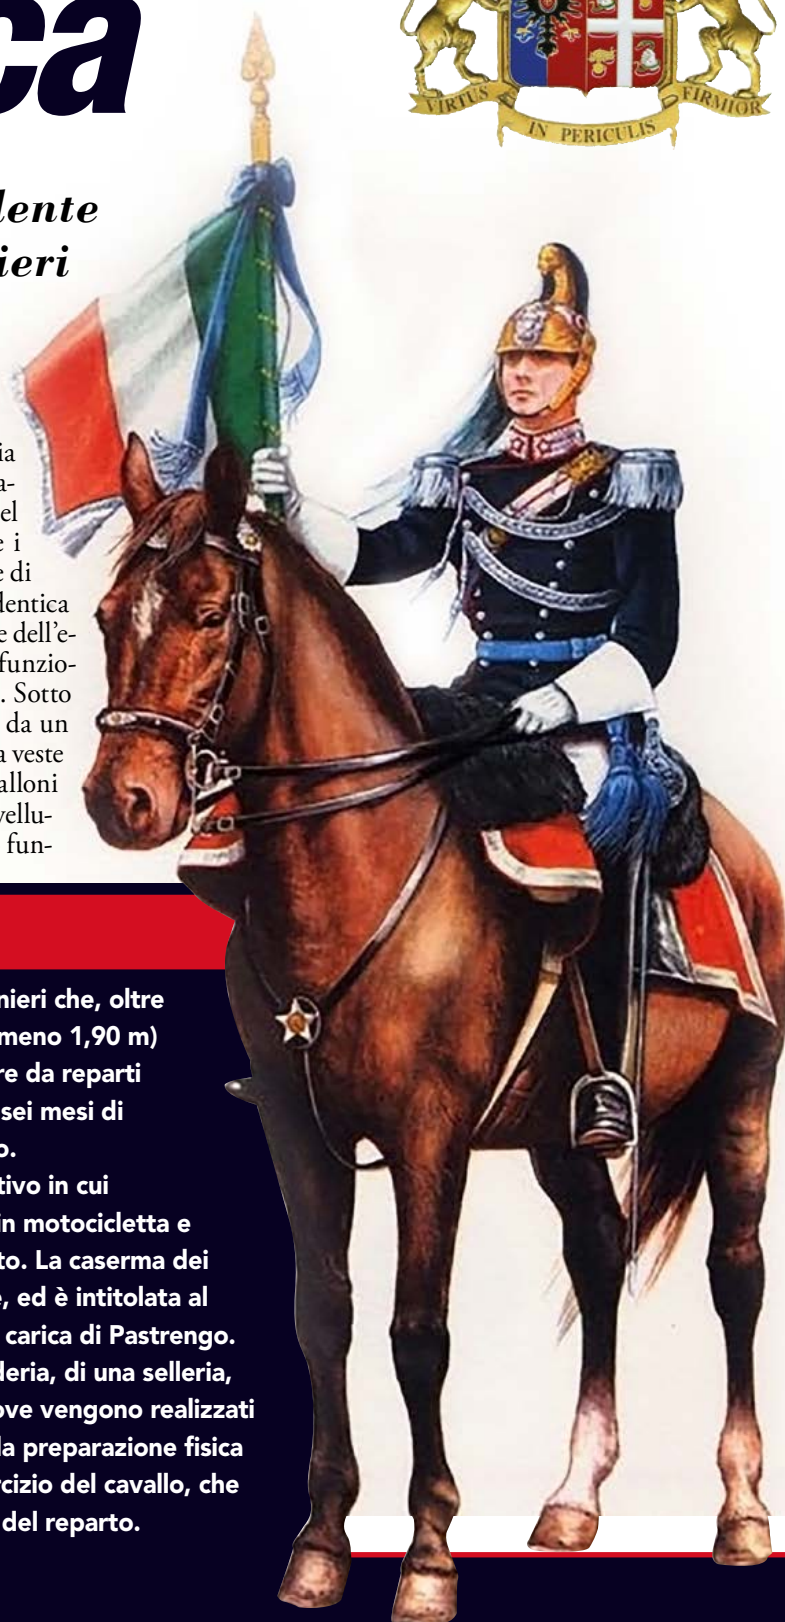 ca
VIRTUS
IN PERICULIS
FIRMIOR
dente
ieri
ia
a-
el
e i
e di
dentica
e dell'e-
funzio-
. Sotto
da un
a veste
alloni
vellu-
fun-
nieri che, oltre
meno 1,90 m)
re da reparti
sei mesi di
o.
tivo in cui
in motocicletta e
to. La caserma dei
e, ed è intitolata al
carica di Pastrengo.
deria, di una selleria,
ove vengono realizzati
la preparazione fisica
rcizio del cavallo, che
del reparto.